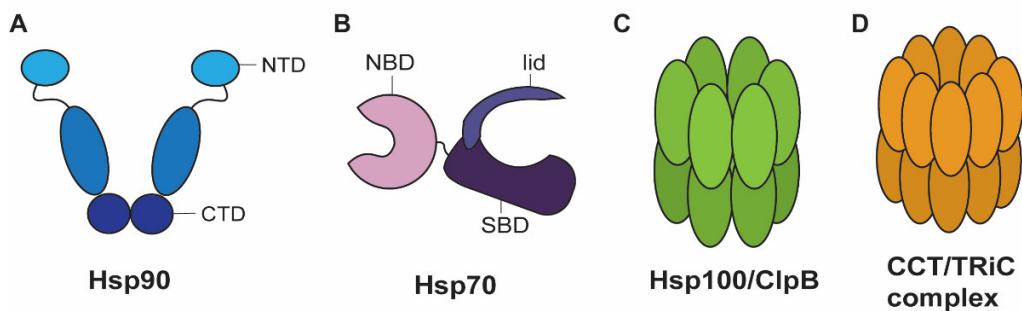 A
B
C
D
NTD
CTD
Hsp90
NBD
lid
SBD
Hsp70
Hsp100/ClpB
CCT/TRiC
complex